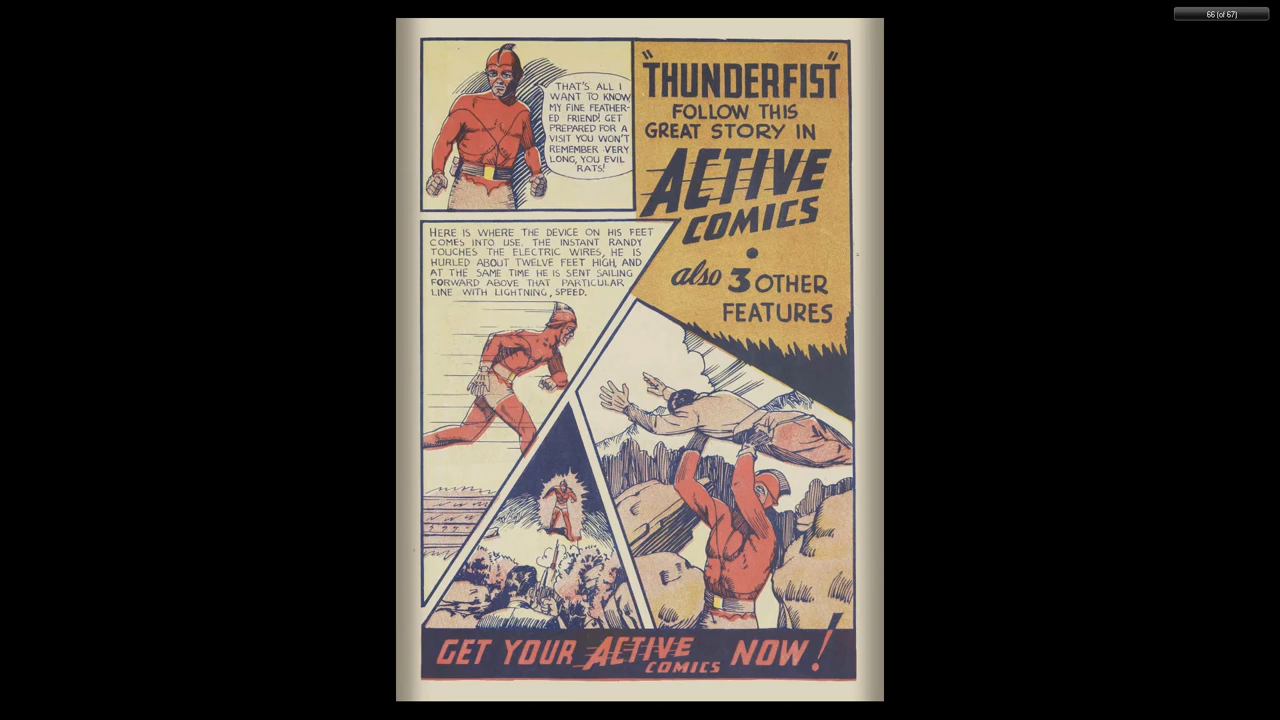 66 (of 67)
THAT'S ALL I
WANT TO KNOW
MY FINE FEATHER-
ED FRIEND! GET
PREPARED FOR A
VISIT YOU WON'T
REMEMBER VERY
LONG, YOU EVIL
RATS!
"THUNDERFIST"
FOLLOW THIS
GREAT STORY IN
ACTIVE
COMICS
•
also 3 OTHER
FEATURES
HERE IS WHERE THE DEVICE ON HIS FEET
COMES INTO USE. THE INSTANT RANDY
TOUCHES THE ELECTRIC WIRES, HE IS
HURLED ABOUT TWELVE FEET HIGH, AND
AT THE SAME TIME HE IS SENT SAILING
FORWARD ABOVE THAT PARTICULAR
LINE WITH LIGHTNING, SPEED.
GET YOUR ACTIVE COMICS NOW!